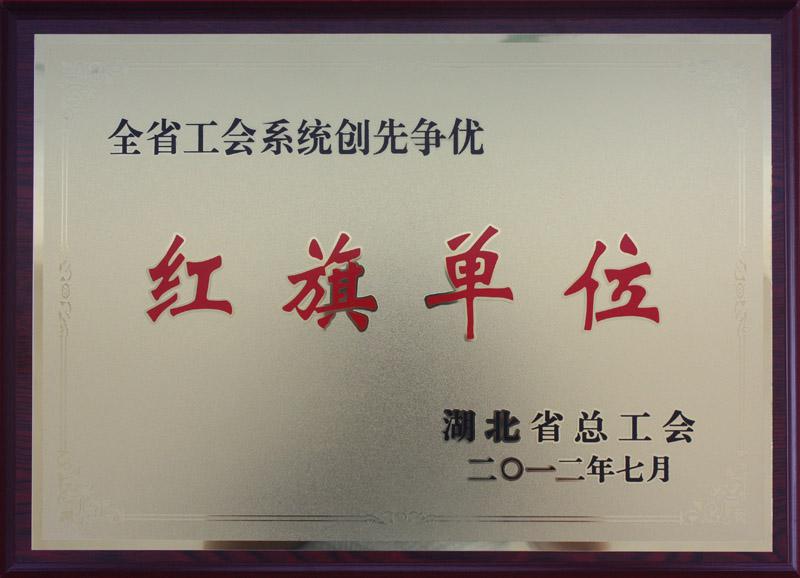 全省工会系统创先争优
红旗单位
湖北省总工会
二〇一二年七月